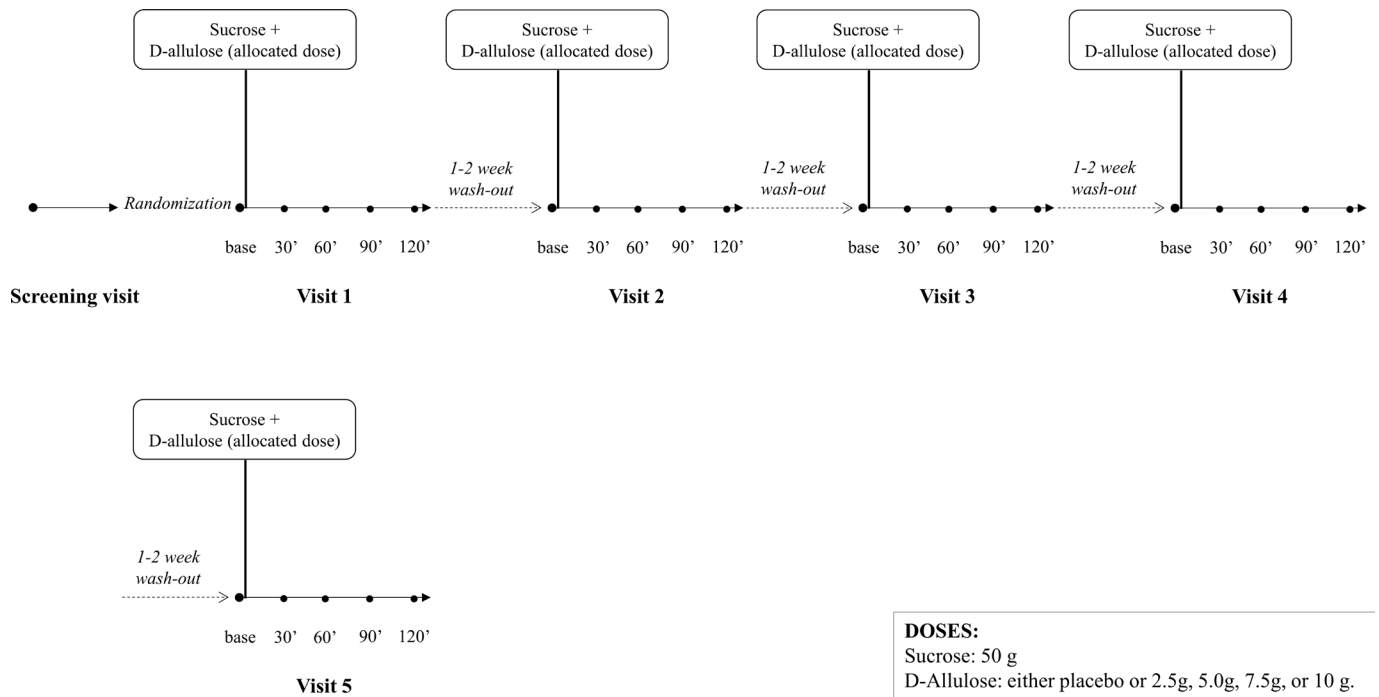 Sucrose +
D-allulose (allocated dose)
Sucrose +
D-allulose (allocated dose)
Sucrose +
D-allulose (allocated dose)
Sucrose +
D-allulose (allocated dose)
Randomization
1-2 week
wash-out
1-2 week
wash-out
1-2 week
wash-out
base 30’ 60’ 90’ 120’
base 30’ 60’ 90’ 120’
base 30’ 60’ 90’ 120’
base 30’ 60’ 90’ 120’
Screening visit
Visit 1
Visit 2
Visit 3
Visit 4
Sucrose +
D-allulose (allocated dose)
1-2 week
wash-out
base 30’ 60’ 90’ 120’
Visit 5
DOSES:
Sucrose: 50 g
D-Allulose: either placebo or 2.5g, 5.0g, 7.5g, or 10 g.